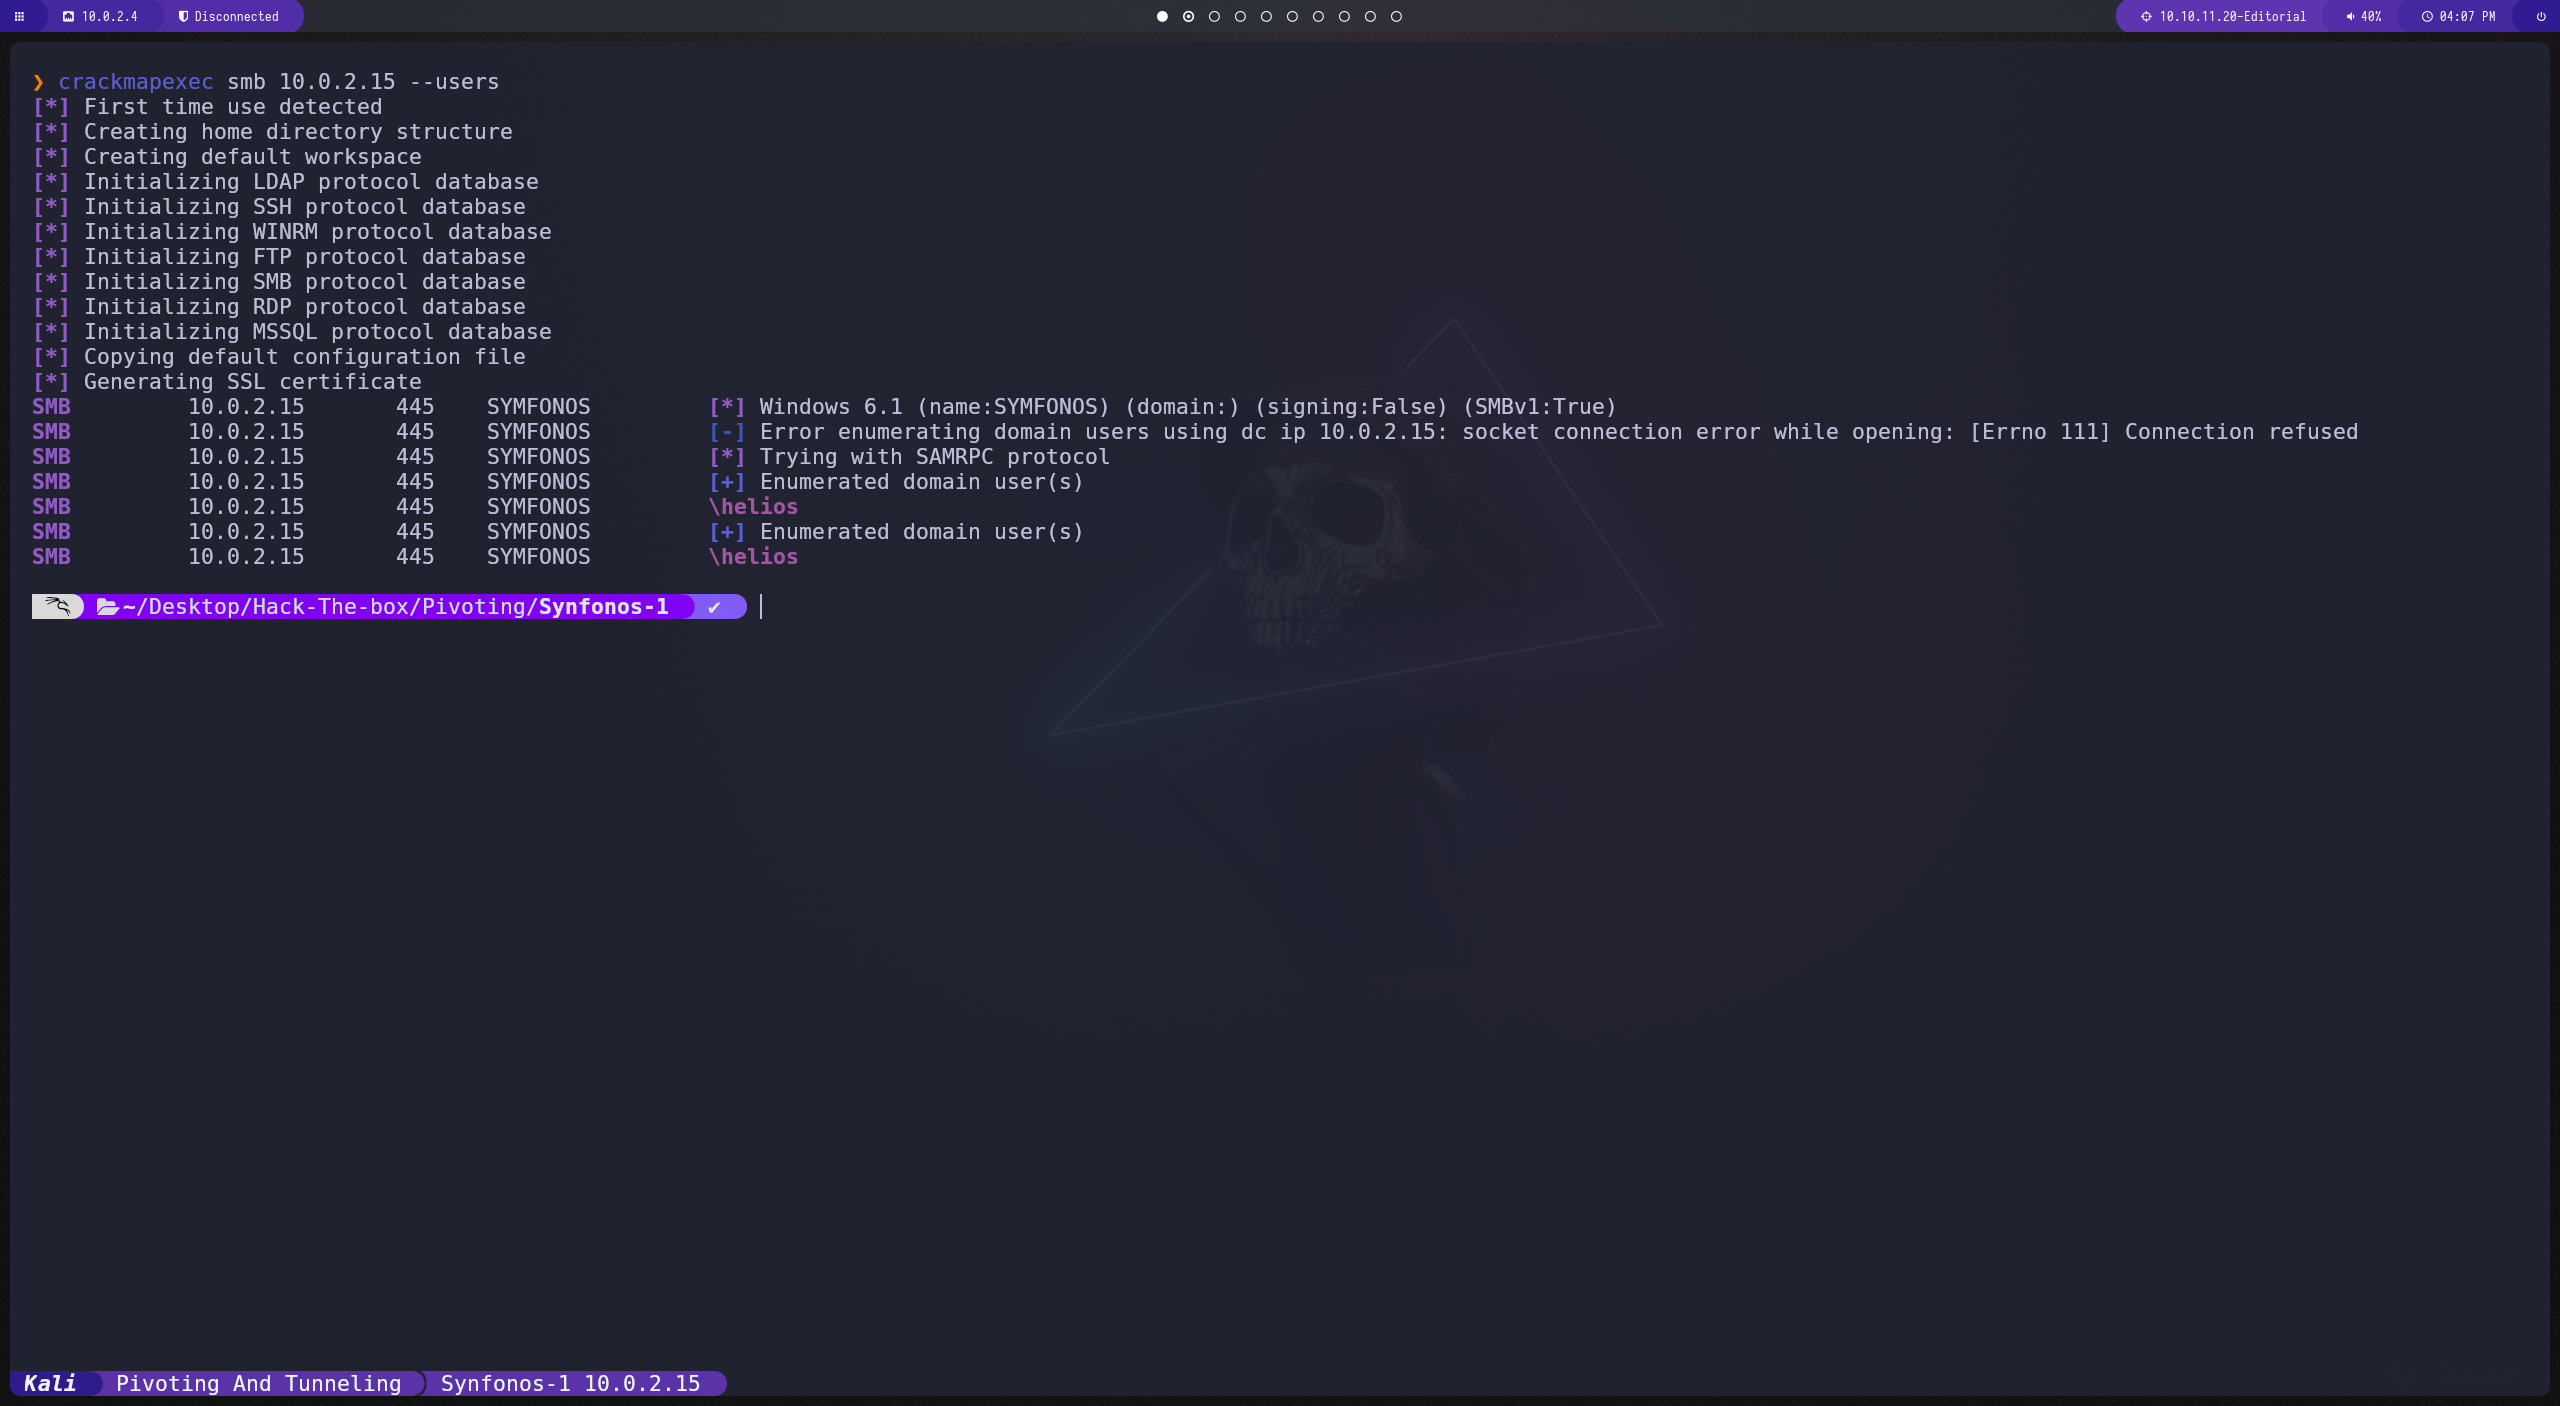 10.0.2.4 Disconnected 10.10.11.20-Editorial 40% 04:07 PM
❯ crackmapexec smb 10.0.2.15 --users
[*] First time use detected
[*] Creating home directory structure
[*] Creating default workspace
[*] Initializing LDAP protocol database
[*] Initializing SSH protocol database
[*] Initializing WINRM protocol database
[*] Initializing FTP protocol database
[*] Initializing SMB protocol database
[*] Initializing RDP protocol database
[*] Initializing MSSQL protocol database
[*] Copying default configuration file
[*] Generating SSL certificate
SMB 10.0.2.15 445 SYMFONOS [*] Windows 6.1 (name:SYMFONOS) (domain:) (signing:False) (SMBv1:True)
SMB 10.0.2.15 445 SYMFONOS [-] Error enumerating domain users using dc ip 10.0.2.15: socket connection error while opening: [Errno 111] Connection refused
SMB 10.0.2.15 445 SYMFONOS [*] Trying with SAMRPC protocol
SMB 10.0.2.15 445 SYMFONOS [+] Enumerated domain user(s)
SMB 10.0.2.15 445 SYMFONOS \helios
SMB 10.0.2.15 445 SYMFONOS [+] Enumerated domain user(s)
SMB 10.0.2.15 445 SYMFONOS \helios
~/Desktop/Hack-The-box/Pivoting/Synfonos-1 ✔
Kali Pivoting And Tunneling Synfonos-1 10.0.2.15